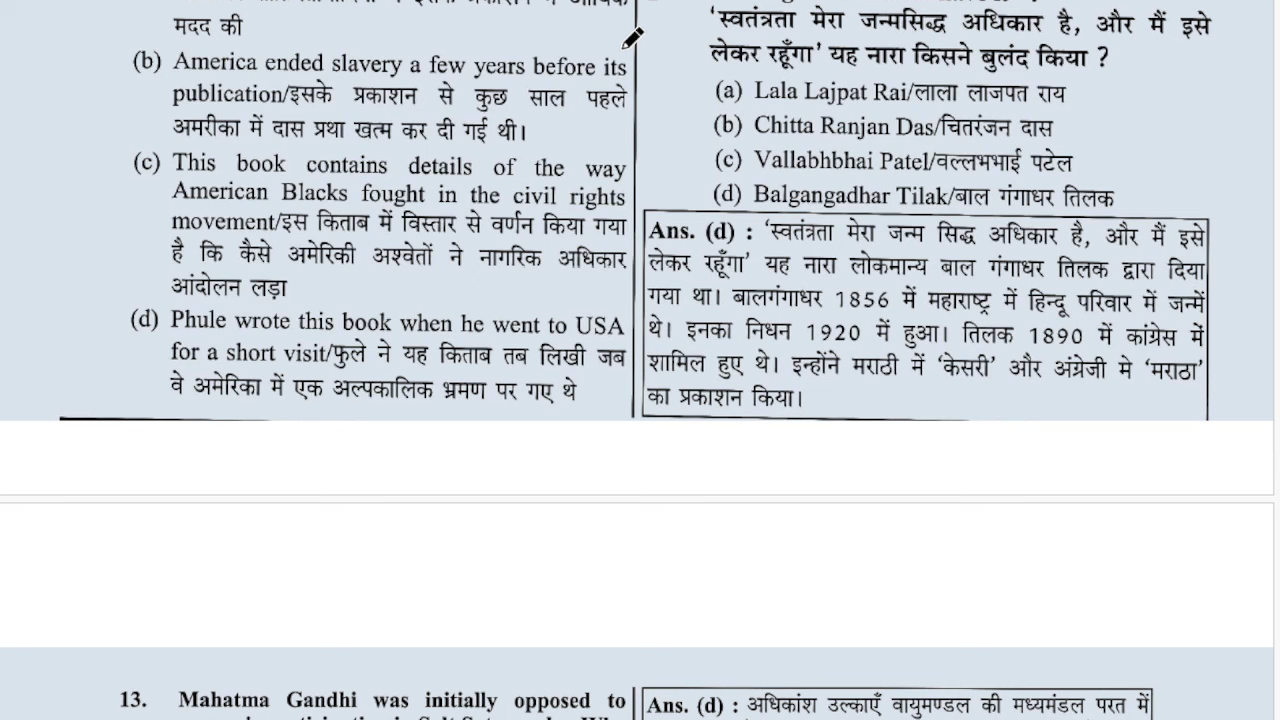 मदद की
(b) America ended slavery a few years before its
publication/इसके प्रकाशन से कुछ साल पहले
अमरीका में दास प्रथा खत्म कर दी गई थी।
(c) This book contains details of the way
American Blacks fought in the civil rights
movement/इस किताब में विस्तार से वर्णन किया गया
है कि कैसे अमेरिकी अश्वेतों ने नागरिक अधिकार
आंदोलन लड़ा
(d) Phule wrote this book when he went to USA
for a short visit/फुले ने यह किताब तब लिखी जब
वे अमेरिका में एक अल्पकालिक भ्रमण पर गए थे
'स्वतंत्रता मेरा जन्मसिद्ध अधिकार है, और मैं इसे
लेकर रहूँगा' यह नारा किसने बुलंद किया ?
(a) Lala Lajpat Rai/लाला लाजपत राय
(b) Chitta Ranjan Das/चितरंजन दास
(c) Vallabhbhai Patel/वल्लभभाई पटेल
(d) Balgangadhar Tilak/बाल गंगाधर तिलक
Ans. (d) : 'स्वतंत्रता मेरा जन्म सिद्ध अधिकार है, और मैं इसे
लेकर रहूँगा' यह नारा लोकमान्य बाल गंगाधर तिलक द्वारा दिया
गया था। बालगंगाधर 1856 में महाराष्ट्र में हिन्दू परिवार में जन्में
थे। इनका निधन 1920 में हुआ। तिलक 1890 में कांग्रेस में
शामिल हुए थे। इन्होंने मराठी में 'केसरी' और अंग्रेजी मे 'मराठा'
का प्रकाशन किया।
13. Mahatma Gandhi was initially opposed to
Ans. (d) : अधिकांश उल्काएँ वायुमण्डल की मध्यमंडल परत में